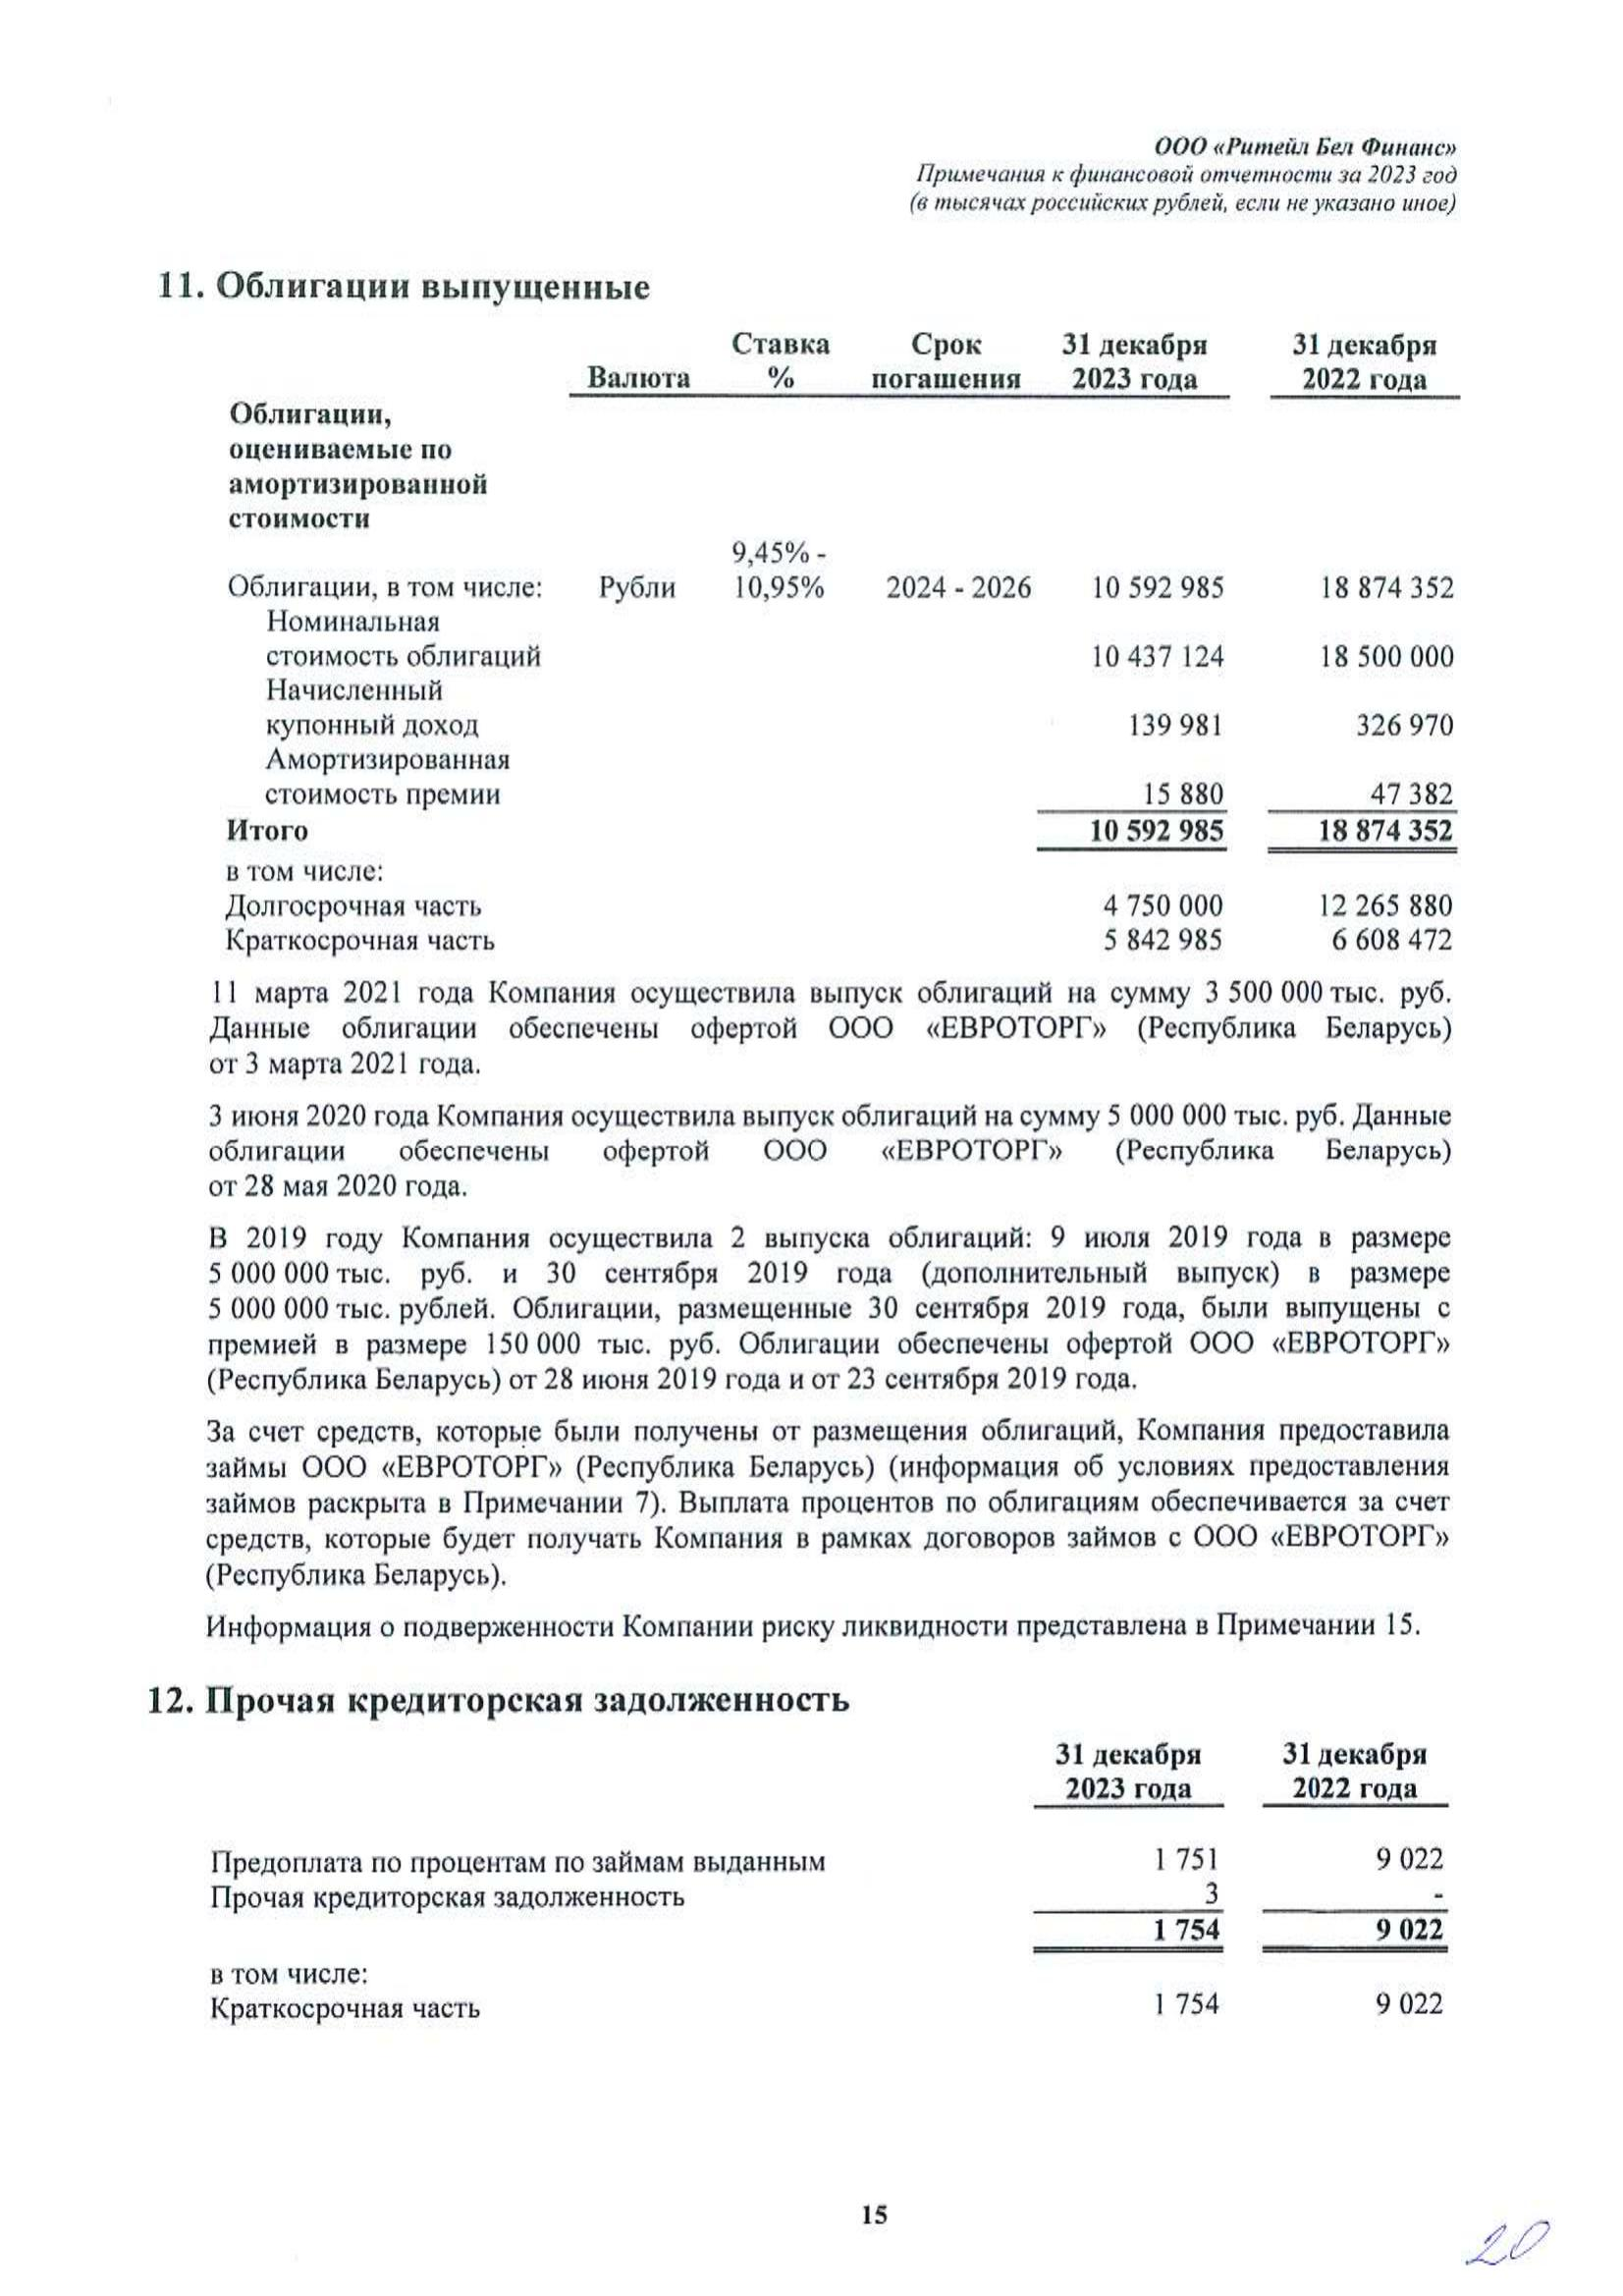 ООО «Ритейл Бел Финанс»
Примечания к финансовой отчетности за 2023 год
(в тысячах российских рублей, если не указано иное)
11. Облигации выпущенные
Валюта Ставка % Срок погашения 31 декабря 2023 года 31 декабря 2022 года
Облигации,
оцениваемые по
амортизированной
стоимости
9,45% -
Облигации, в том числе: Рубли 10,95% 2024 - 2026 10 592 985 18 874 352
Номинальная
стоимость облигаций 10 437 124 18 500 000
Начисленный
купонный доход 139 981 326 970
Амортизированная
стоимость премии 15 880 47 382
Итого 10 592 985 18 874 352
в том числе:
Долгосрочная часть 4 750 000 12 265 880
Краткосрочная часть 5 842 985 6 608 472
11 марта 2021 года Компания осуществила выпуск облигаций на сумму 3 500 000 тыс. руб.
Данные облигации обеспечены офертой ООО «ЕВРОТОРГ» (Республика Беларусь)
от 3 марта 2021 года.
3 июня 2020 года Компания осуществила выпуск облигаций на сумму 5 000 000 тыс. руб. Данные
облигации обеспечены офертой ООО «ЕВРОТОРГ» (Республика Беларусь)
от 28 мая 2020 года.
В 2019 году Компания осуществила 2 выпуска облигаций: 9 июля 2019 года в размере
5 000 000 тыс. руб. и 30 сентября 2019 года (дополнительный выпуск) в размере
5 000 000 тыс. рублей. Облигации, размещенные 30 сентября 2019 года, были выпущены с
премией в размере 150 000 тыс. руб. Облигации обеспечены офертой ООО «ЕВРОТОРГ»
(Республика Беларусь) от 28 июня 2019 года и от 23 сентября 2019 года.
За счет средств, которые были получены от размещения облигаций, Компания предоставила
займы ООО «ЕВРОТОРГ» (Республика Беларусь) (информация об условиях предоставления
займов раскрыта в Примечании 7). Выплата процентов по облигациям обеспечивается за счет
средств, которые будет получать Компания в рамках договоров займов с ООО «ЕВРОТОРГ»
(Республика Беларусь).
Информация о подверженности Компании риску ликвидности представлена в Примечании 15.
12. Прочая кредиторская задолженность
31 декабря 2023 года 31 декабря 2022 года
Предоплата по процентам по займам выданным 1 751 9 022
Прочая кредиторская задолженность 3 -
1 754 9 022
в том числе:
Краткосрочная часть 1 754 9 022
15
20